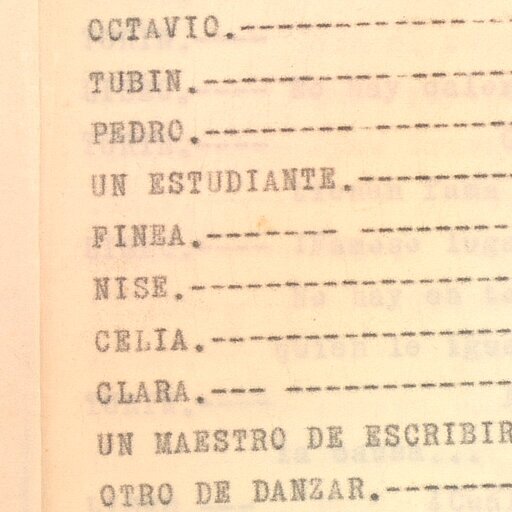 OCTAVIO.----------------
TUBIN.---------- -------
PEDRO.-------- ---------
UN ESTUDIANTE.---------
FINEA.------- --------
NISE.------------------
CELIA.-----------------
CLARA.--- -------------
UN MAESTRO DE ESCRIBIR
OTRO DE DANZAR.-------